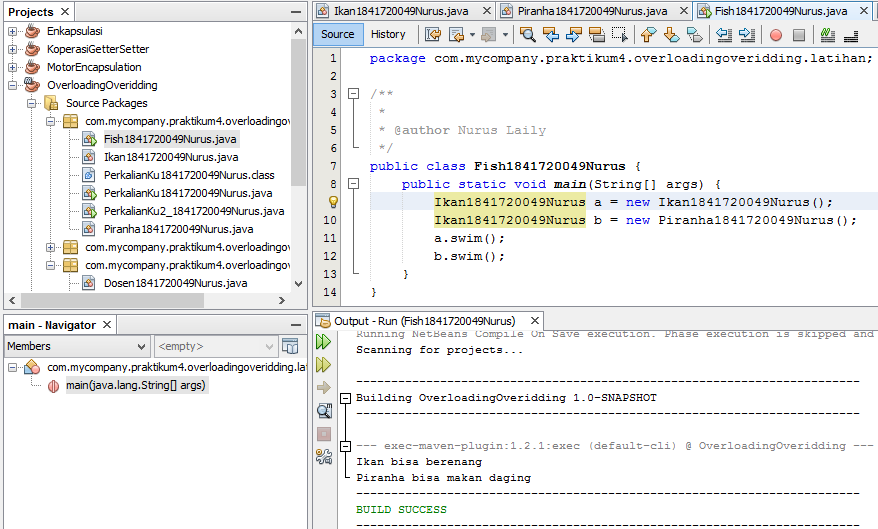 Projects
Enkapsulasi
KoperasiGetterSetter
MotorEncapsulation
OverloadingOveridding
Source Packages
com.mycompany.praktikum4.overloadingov
Fish1841720049Nurus.java
Ikan1841720049Nurus.java
PerkalianKu1841720049Nurus.class
PerkalianKu1841720049Nurus.java
PerkalianKu2_1841720049Nurus.java
Piranha1841720049Nurus.java
com.mycompany.praktikum4.overloadingov
com.mycompany.praktikum4.overloadingov
Dosen1841720049Nurus.java
main - Navigator
Members
<empty>
com.mycompany.praktikum4.overloadingoveridding.lat
main(java.lang.String[] args)
Ikan1841720049Nurus.java
Piranha1841720049Nurus.java
Fish1841720049Nurus.java
Source
History
1 package com.mycompany.praktikum4.overloadingoveridding.latihan;
2
3 /**
4 *
5 * @author Nurus Laily
6 */
7 public class Fish1841720049Nurus {
8 public static void main(String[] args) {
Ikan1841720049Nurus a = new Ikan1841720049Nurus();
10 Ikan1841720049Nurus b = new Piranha1841720049Nurus();
11 a.swim();
12 b.swim();
13 }
14 }
Output - Run (Fish1841720049Nurus)
Running NetBeans Compile On Save execution. Phase execution is skipped and
Scanning for projects...
------------------------------------------------------------------------
Building OverloadingOveridding 1.0-SNAPSHOT
------------------------------------------------------------------------
--- exec-maven-plugin:1.2.1:exec (default-cli) @ OverloadingOveridding ---
Ikan bisa berenang
Piranha bisa makan daging
------------------------------------------------------------------------
BUILD SUCCESS
------------------------------------------------------------------------